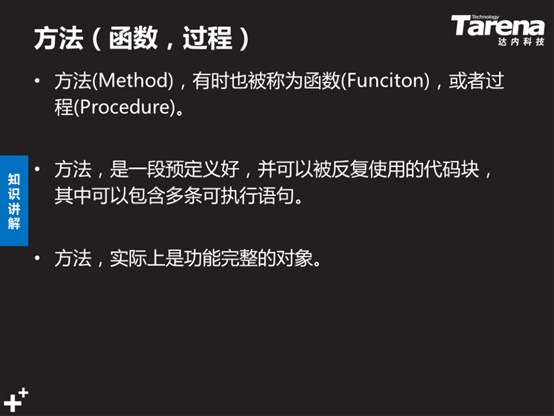 方法（函数，过程）
Technology
Tarena
达内科技
• 方法(Method)，有时也被称为函数(Funciton)，或者过
程(Procedure)。
• 方法，是一段预定义好，并可以被反复使用的代码块，
其中可以包含多条可执行语句。
• 方法，实际上是功能完整的对象。
知识讲解